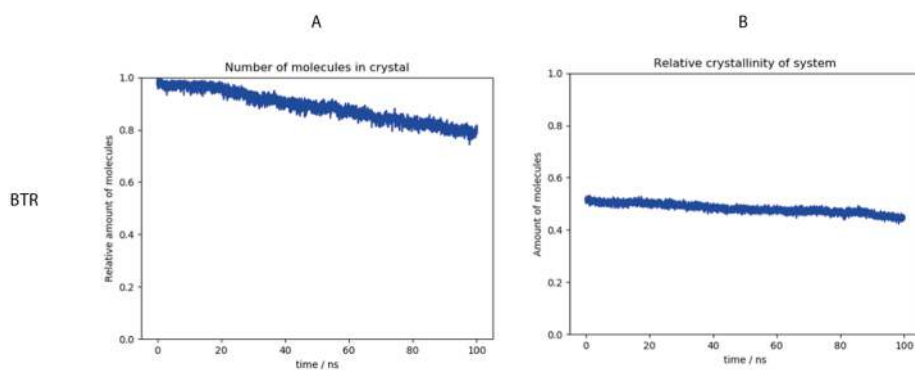 A
B
BTR
Number of molecules in crystal
Relative amount of molecules
1.0
0.8
0.6
0.4
0.2
0.0
0
20
40
60
80
100
time / ns
Relative crystallinity of system
Amount of molecules
1.0
0.8
0.6
0.4
0.2
0.0
0
20
40
60
80
100
time / ns